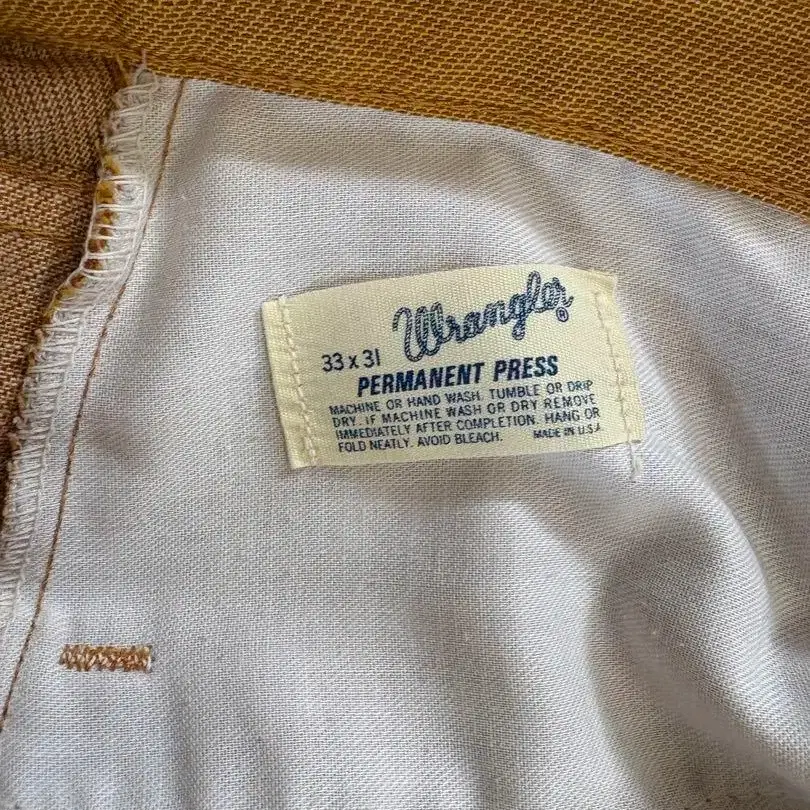 Wrangler®
33 x 31
PERMANENT PRESS
MACHINE OR HAND WASH. TUMBLE OR DRIP
DRY. IF MACHINE WASH OR DRY REMOVE
IMMEDIATELY AFTER COMPLETION. HANG OR
FOLD NEATLY. AVOID BLEACH. MADE IN U.S.A.